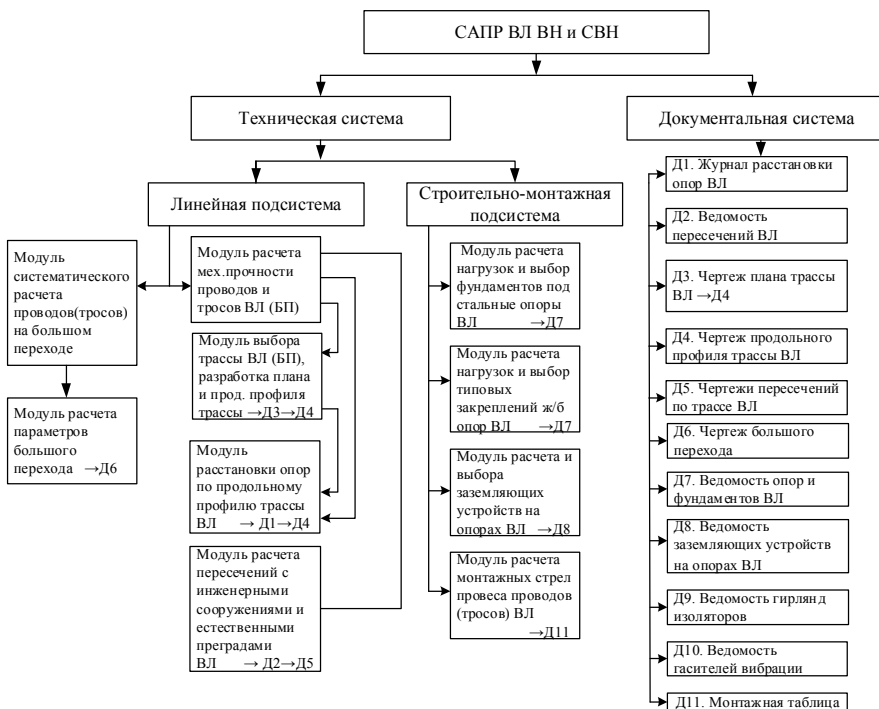 САПР ВЛ ВН и СВН
Техническая система
Документальная система
Линейная подсистема
Строительно-монтажная
подсистема
Модуль
систематического
расчета
проводов(тросов)
на большом
переходе
Модуль расчета
параметров
большого
перехода →Д6
Модуль расчета
мех.прочности
проводов и
тросов ВЛ (БП)
Модуль выбора
трассы ВЛ (БП),
разработка плана
и прод. профиля
трассы →Д3→Д4
Модуль
расстановки опор
по продольному
профилю трассы
ВЛ → Д1→Д4
Модуль расчета
пересечений с
инженерными
сооружениями и
естественными
преградами
ВЛ → Д2→Д5
Модуль расчета
нагрузок и выбор
фундаментов под
стальные опоры
ВЛ →Д7
Модуль расчета
нагрузок и выбор
типовых
закреплений ж/б
опор ВЛ →Д7
Модуль расчета и
выбора
заземляющих
устройств на
опорах ВЛ →Д8
Модуль расчета
монтажных стрел
провеса проводов
(тросов) ВЛ
→Д11
Д1. Журнал расстановки
опор ВЛ
Д2. Ведомость
пересечений ВЛ
Д3. Чертеж плана трассы
ВЛ →Д4
Д4. Чертеж продольного
профиля трассы ВЛ
Д5. Чертежи пересечений
по трассе ВЛ
Д6. Чертеж большого
перехода
Д7. Ведомость опор и
фундаментов ВЛ
Д8. Ведомость
заземляющих устройств
на опорах ВЛ
Д9. Ведомость гирлянд
изоляторов
Д10. Ведомость
гасителей вибрации
Д11. Монтажная таблица